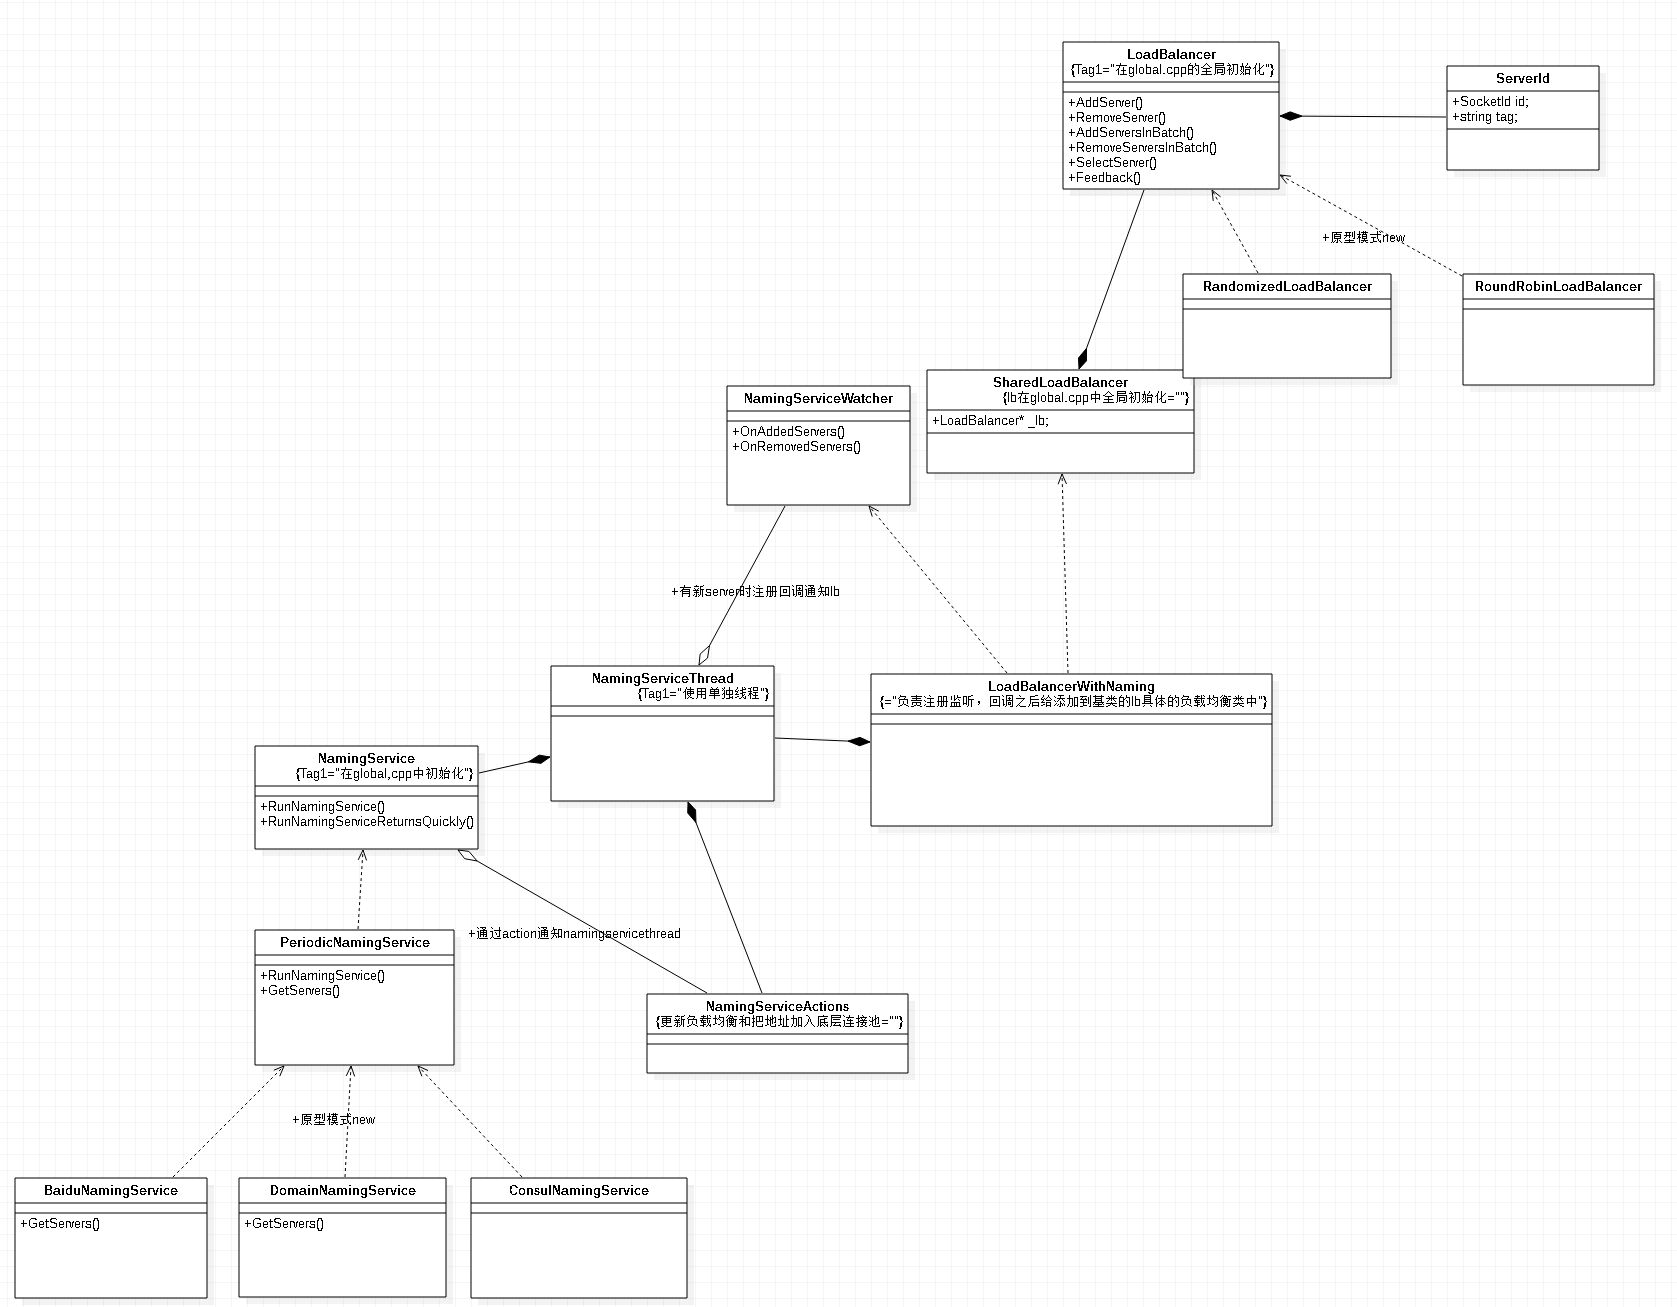 LoadBalancer
{Tag1="在global.cpp的全局初始化"}
+AddServer()
+RemoveServer()
+AddServersInBatch()
+RemoveServersInBatch()
+SelectServer()
+Feedback()
ServerId
+SocketId id;
+string tag;
+原型模式new
RandomizedLoadBalancer
RoundRobinLoadBalancer
SharedLoadBalancer
{lb在global.cpp中全局初始化=""}
+LoadBalancer* _lb;
NamingServiceWatcher
+OnAddedServers()
+OnRemovedServers()
+有新server时注册回调通知lb
NamingServiceThread
{Tag1="使用单独线程"}
LoadBalancerWithNaming
{="负责注册监听，回调之后给添加到基类的lb具体的负载均衡类中"}
NamingService
{Tag1="在global,cpp中初始化"}
+RunNamingService()
+RunNamingServiceReturnsQuickly()
+通过action通知namingservicethread
PeriodicNamingService
+RunNamingService()
+GetServers()
NamingServiceActions
{更新负载均衡和把地址加入底层连接池=""}
+原型模式new
BaiduNamingService
+GetServers()
DomainNamingService
+GetServers()
ConsulNamingService